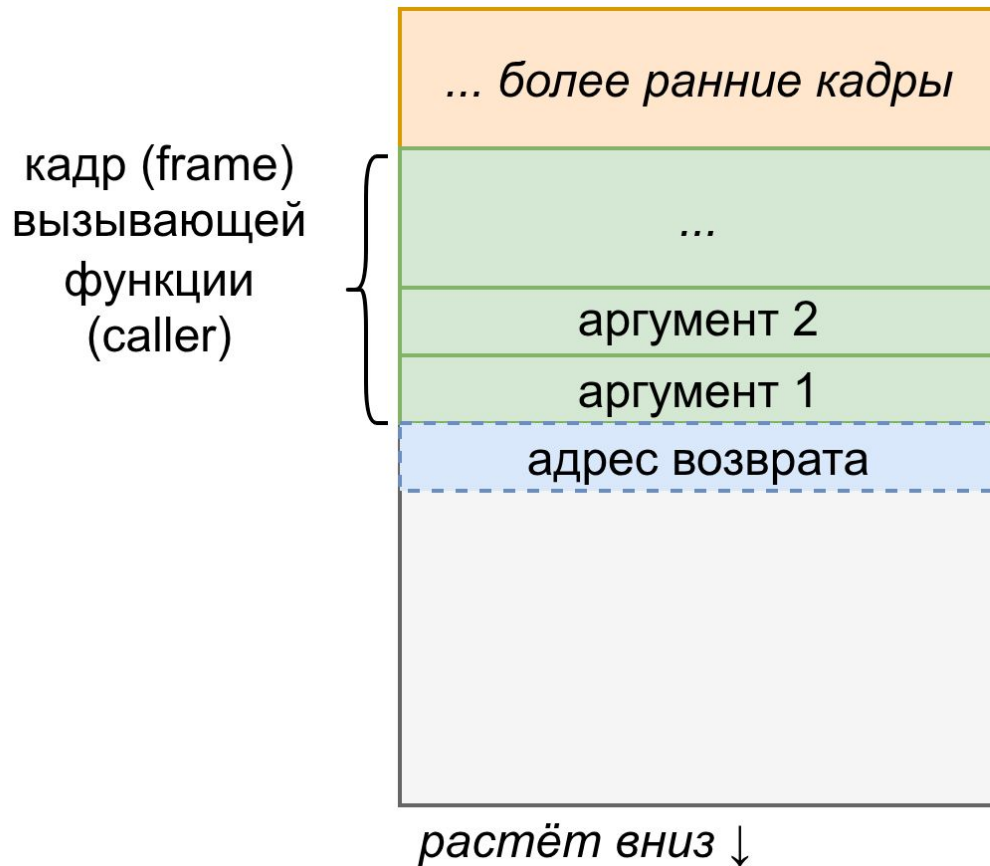 ... более ранние кадры
кадр (frame)
вызывающей
функции
(caller)
...
аргумент 2
аргумент 1
адрес возврата
растёт вниз ↓